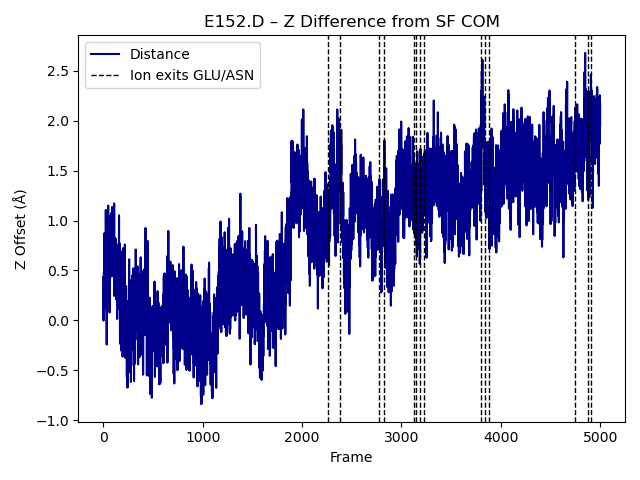 E152.D – Z Difference from SF COM
Distance
Ion exits GLU/ASN
2.5
2.0
1.5
1.0
0.5
0.0
−0.5
−1.0
Z Offset (Å)
0 1000 2000 3000 4000 5000
Frame